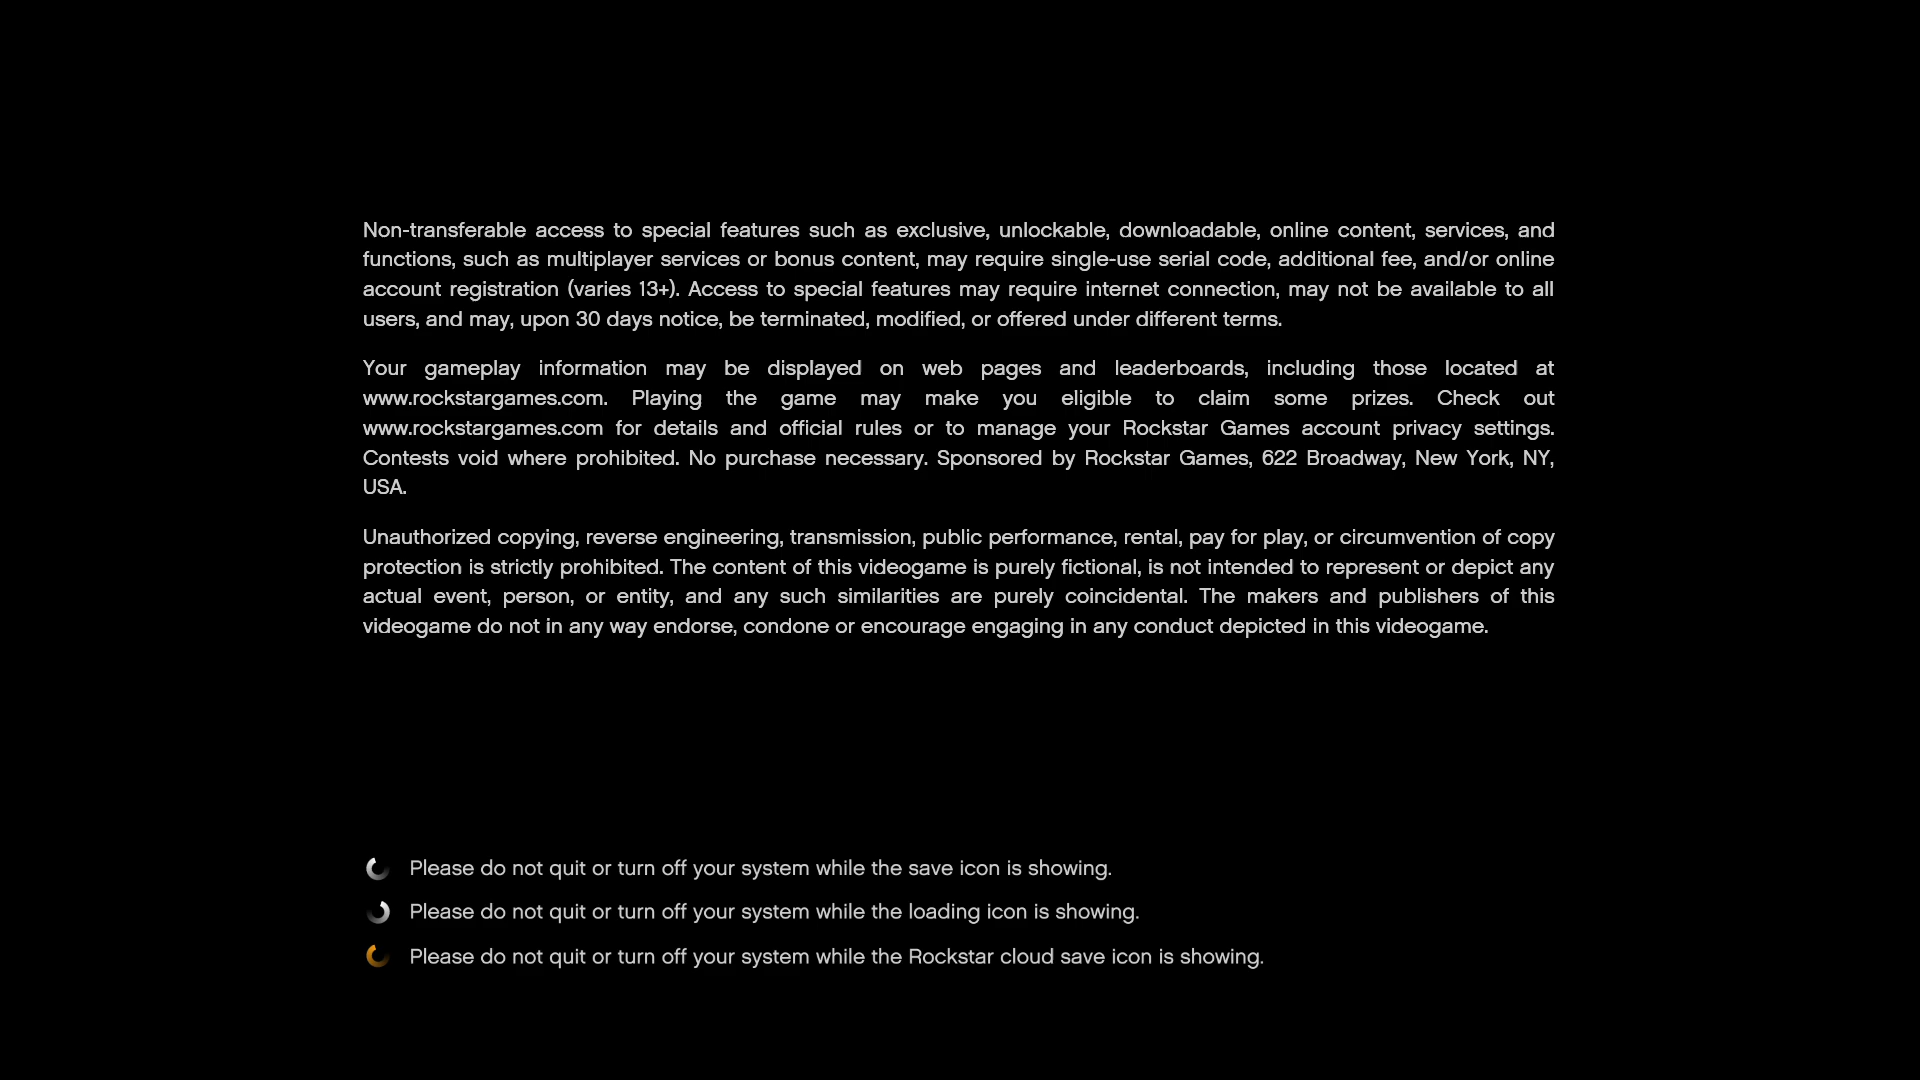 Non-transferable access to special features such as exclusive, unlockable, downloadable, online content, services, and
functions, such as multiplayer services or bonus content, may require single-use serial code, additional fee, and/or online
account registration (varies 13+). Access to special features may require internet connection, may not be available to all
users, and may, upon 30 days notice, be terminated, modified, or offered under different terms.
Your gameplay information may be displayed on web pages and leaderboards, including those located at
www.rockstargames.com. Playing the game may make you eligible to claim some prizes. Check out
www.rockstargames.com for details and official rules or to manage your Rockstar Games account privacy settings.
Contests void where prohibited. No purchase necessary. Sponsored by Rockstar Games, 622 Broadway, New York, NY,
USA.
Unauthorized copying, reverse engineering, transmission, public performance, rental, pay for play, or circumvention of copy
protection is strictly prohibited. The content of this videogame is purely fictional, is not intended to represent or depict any
actual event, person, or entity, and any such similarities are purely coincidental. The makers and publishers of this
videogame do not in any way endorse, condone or encourage engaging in any conduct depicted in this videogame.
Please do not quit or turn off your system while the save icon is showing.
Please do not quit or turn off your system while the loading icon is showing.
Please do not quit or turn off your system while the Rockstar cloud save icon is showing.